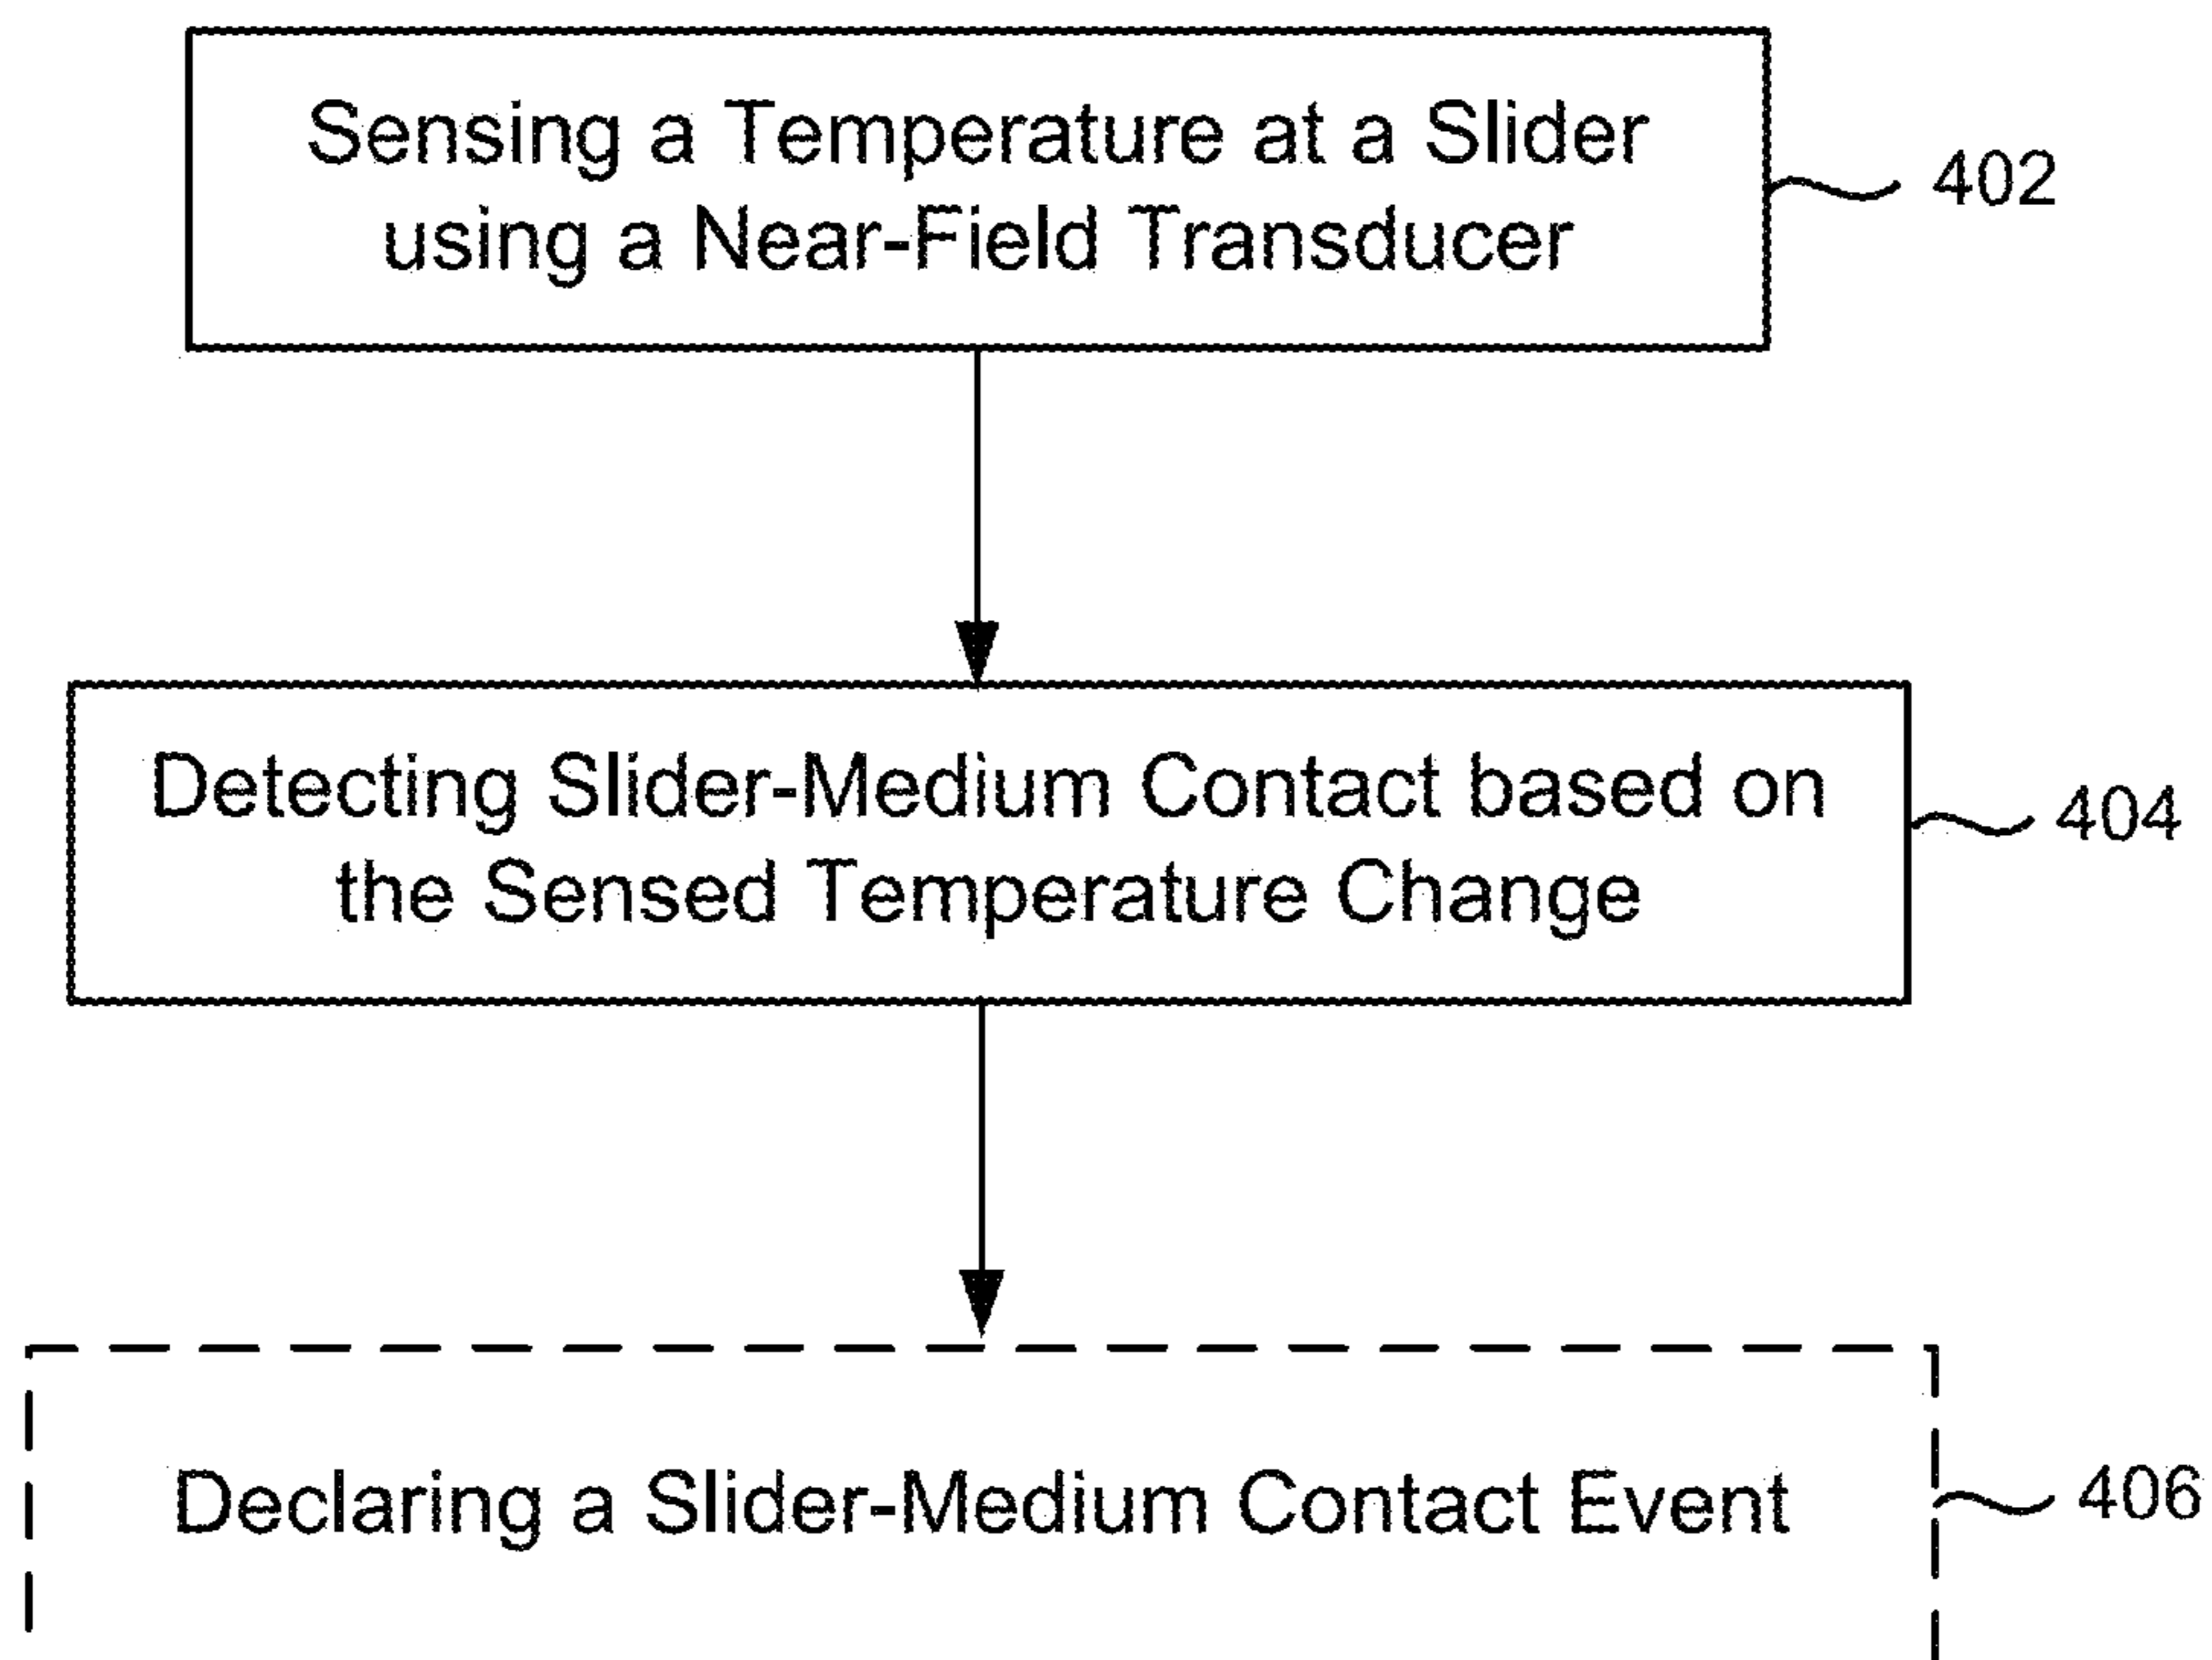 Sensing a Temperature at a Slider
using a Near-Field Transducer
402
Detecting Slider-Medium Contact based on
the Sensed Temperature Change
404
Declaring a Slider-Medium Contact Event
406